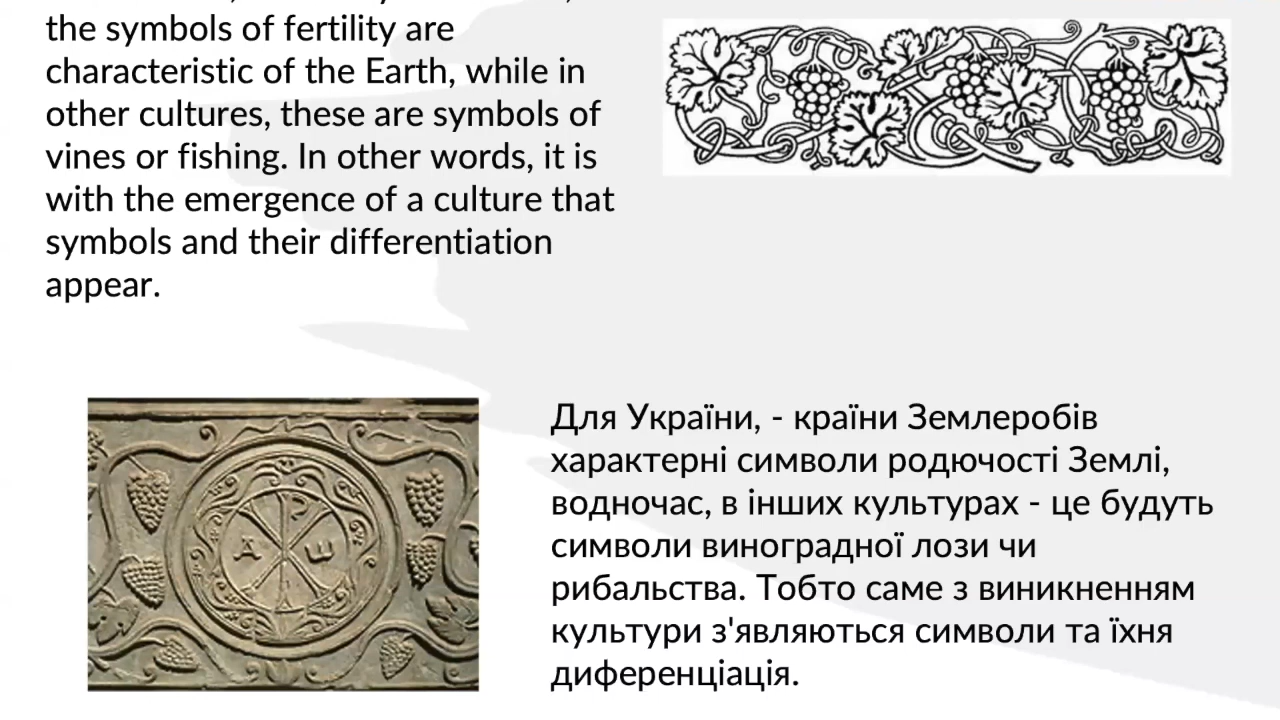 the symbols of fertility are
characteristic of the Earth, while in
other cultures, these are symbols of
vines or fishing. In other words, it is
with the emergence of a culture that
symbols and their differentiation
appear.
Α Ρ ω
Для України, - країни Землеробів
характерні символи родючості Землі,
водночас, в інших культурах - це будуть
символи виноградної лози чи
рибальства. Тобто саме з виникненням
культури з'являються символи та їхня
диференціація.